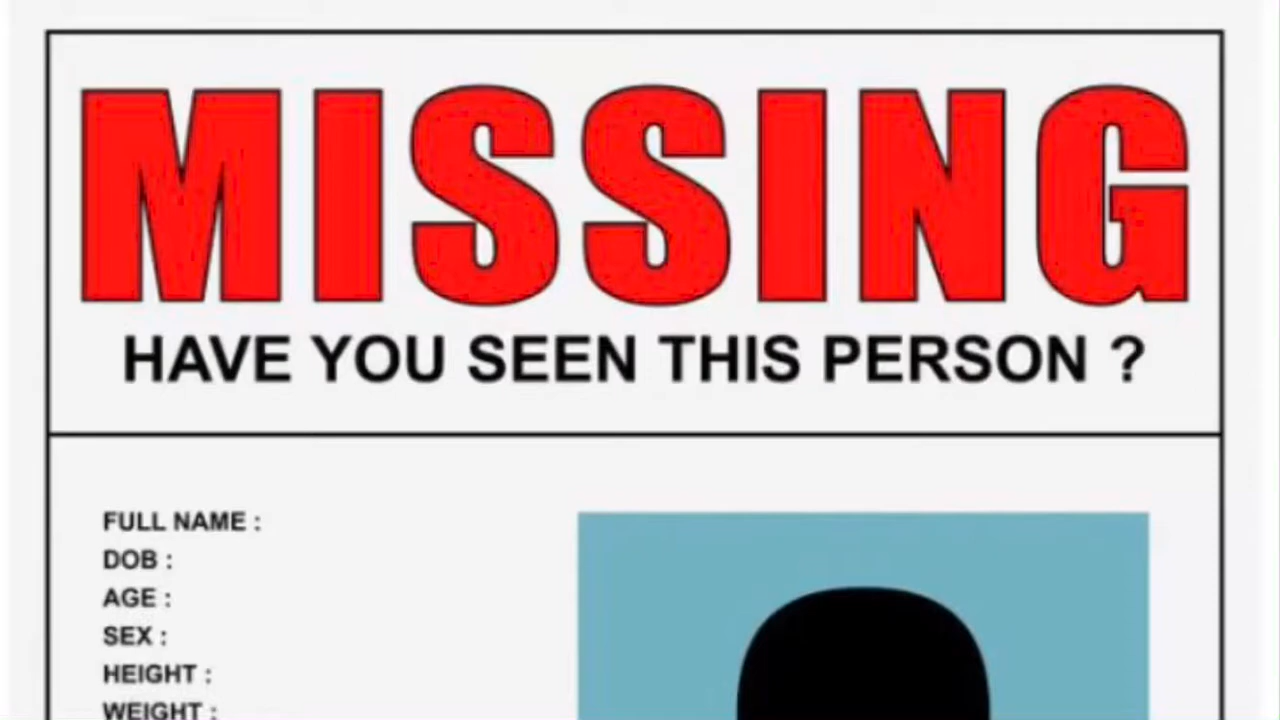 MISSING
HAVE YOU SEEN THIS PERSON ?
FULL NAME :
DOB :
AGE :
SEX :
HEIGHT :
WEIGHT :